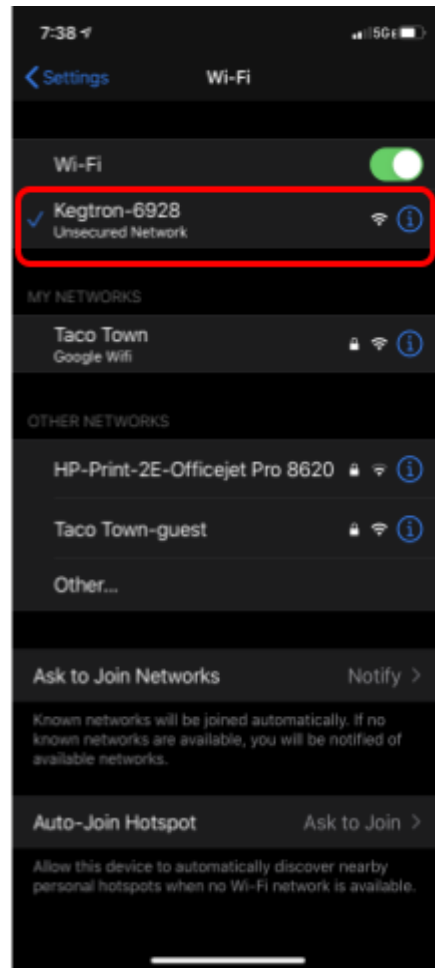 7:38
5GE
Settings
Wi-Fi
Wi-Fi
Kegtron-6928
Unsecured Network
MY NETWORKS
Taco Town
Google Wifi
OTHER NETWORKS
HP-Print-2E-Officejet Pro 8620
Taco Town-guest
Other...
Ask to Join Networks
Notify
Known networks will be joined automatically. If no
known networks are available, you will be notified of
available networks.
Auto-Join Hotspot
Ask to Join
Allow this device to automatically discover nearby
personal hotspots when no Wi-Fi network is available.